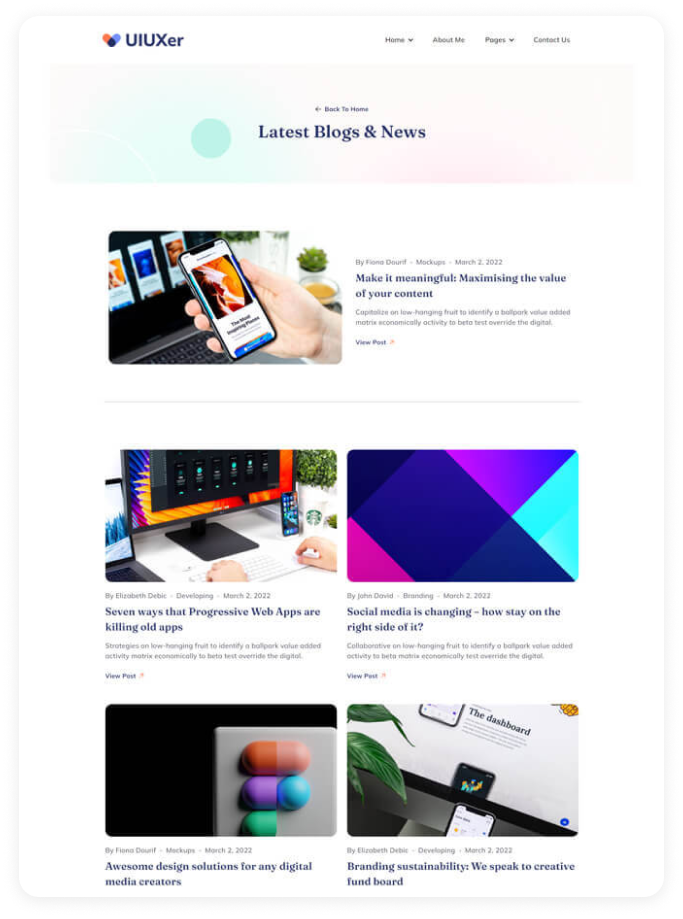 UIUXer
Home
About Me
Pages
Contact Us
← Back To Home
Latest Blogs & News
The Most
Inspiring Places
By Fiona Dourif - Mockups - March 2, 2022
Make it meaningful: Maximising the value
of your content
Capitalize on low-hanging fruit to identify a ballpark value added
matrix economically activity to beta test override the digital.
View Post
By Elizabeth Debic - Developing - March 2, 2022
Seven ways that Progressive Web Apps are
killing old apps
Strategies on low-hanging fruit to identify a ballpark value added
activity matrix economically to beta test override the digital.
View Post
By John David - Branding - March 2, 2022
Social media is changing – how stay on the
right side of it?
Collaborative on low-hanging fruit to identify a ballpark value added
activity to beta matrix economically test override the digital.
View Post
By Fiona Dourif - Mockups - March 2, 2022
Awesome design solutions for any digital
media creators
The dashboard
By Elizabeth Debic - Developing - March 2, 2022
Branding sustainability: We speak to creative
fund board